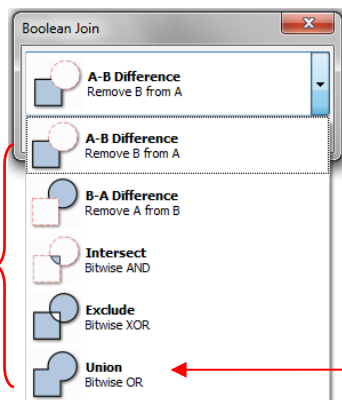 Boolean Join
A-B Difference
Remove B from A
A-B Difference
Remove B from A
B-A Difference
Remove A from B
Intersect
Bitwise AND
Exclude
Bitwise XOR
Union
Bitwise OR